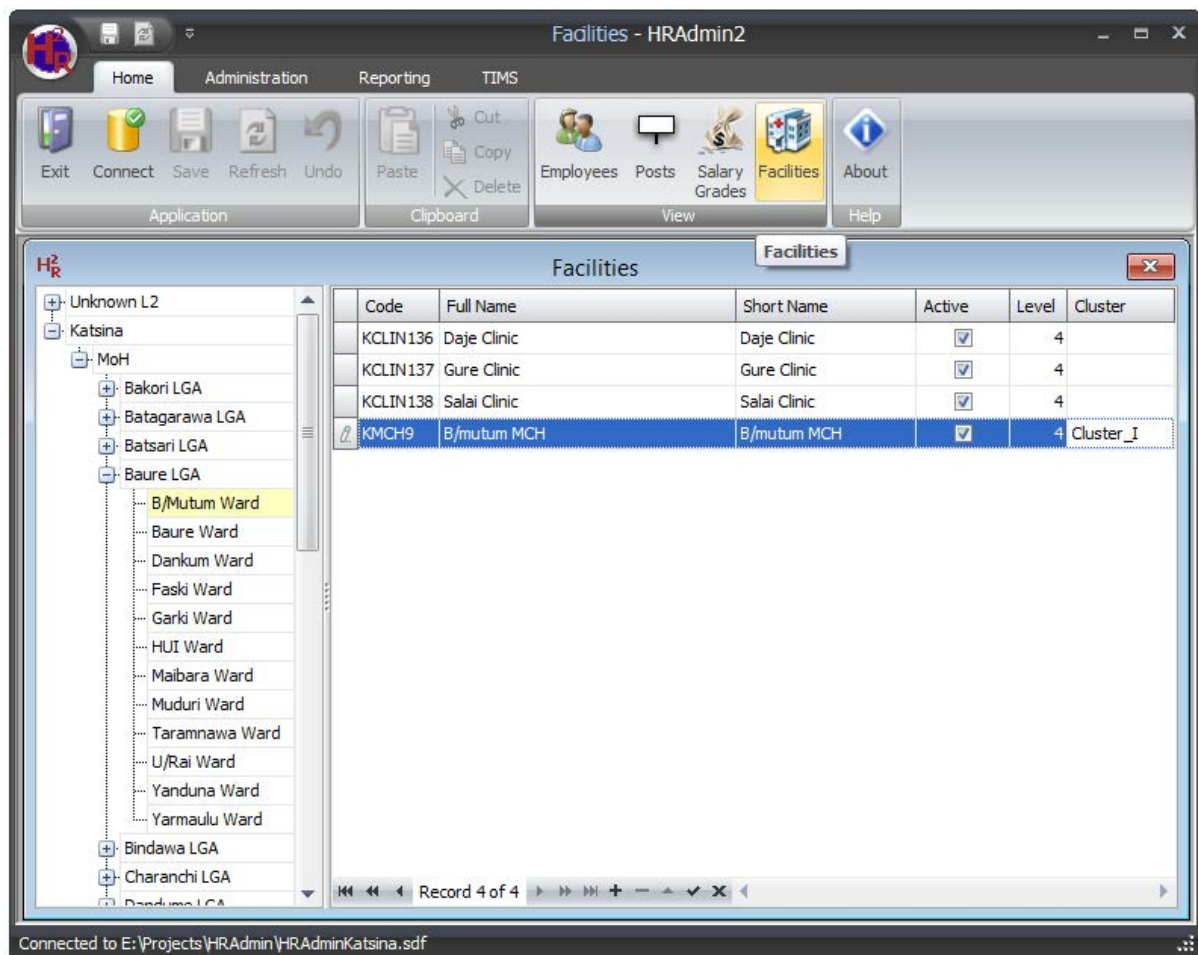 H2R
Facilities - HRAdmin2
Home Administration Reporting TIMS
Exit Connect Save Refresh Undo Paste Cut Copy Delete Employees Posts Salary Grades Facilities About
Application Clipboard View Help
Facilities
H2R Facilities
Unknown L2
Katsina
MoH
Bakori LGA
Batagarawa LGA
Batsari LGA
Baure LGA
B/Mutum Ward
Baure Ward
Dankum Ward
Faski Ward
Garki Ward
HUI Ward
Maibara Ward
Muduri Ward
Taramnawa Ward
U/Rai Ward
Yanduna Ward
Yarmaulu Ward
Bindawa LGA
Charanchi LGA
Dandume LGA
Code Full Name Short Name Active Level Cluster
KCLIN136 Daje Clinic Daje Clinic 4
KCLIN137 Gure Clinic Gure Clinic 4
KCLIN138 Salai Clinic Salai Clinic 4
KMCH9 B/mutum MCH B/mutum MCH 4 Cluster_I
Record 4 of 4
Connected to E:\Projects\HRAdmin\HRAdminKatsina.sdf